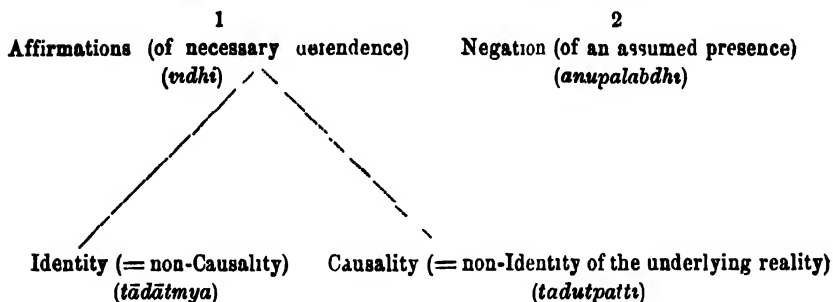 1 2
Affirmations (of necessary uerendence) Negation (of an assumed presence)
(vidhi) (anupalabdhi)
Identity (= non-Causality) Causality (= non-Identity of the underlying reality)
(tādātmya) (tadutpatti)